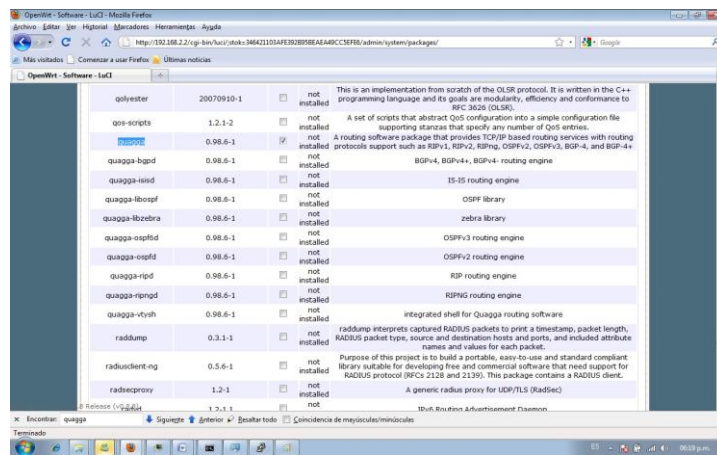 OpenWrt - Software - LuCI - Mozilla Firefox
Archivo Editar Ver Historial Marcadores Herramientas Ayuda
Google
Más visitados Comenzar a usar Firefox Últimas noticias
OpenWrt - Software - LuCI
qolyester 20070910-1 not installed This is an implementation from scratch of the OLSR protocol. It is written in the C++
programming language and its goals are modularity, efficiency and conformance to
RFC 3626 (OLSR).
qos-scripts 1.2.1-2 not installed A set of scripts that abstract QoS configuration into a simple configuration file
supporting stanzas that specify any number of QoS entries.
quagga 0.98.6-1 not installed A routing software package that provides TCP/IP based routing services with routing
protocols support such as RIPv1, RIPv2, RIPng, OSPFv2, OSPFv3, BGP-4, and BGP-4+
quagga-bgpd 0.98.6-1 not installed BGPv4, BGPv4+, BGPv4- routing engine
quagga-isisd 0.98.6-1 not installed IS-IS routing engine
quagga-libospf 0.98.6-1 not installed OSPF library
quagga-libzebra 0.98.6-1 not installed zebra library
quagga-ospf6d 0.98.6-1 not installed OSPFv3 routing engine
quagga-ospfd 0.98.6-1 not installed OSPFv2 routing engine
quagga-ripd 0.98.6-1 not installed RIP routing engine
quagga-ripngd 0.98.6-1 not installed RIPNG routing engine
quagga-vtysh 0.98.6-1 not installed integrated shell for Quagga routing software
raddump 0.3.1-1 not installed raddump interprets captured RADIUS packets to print a timestamp, packet length,
RADIUS packet type, source and destination hosts and ports, and included attribute
names and values for each packet.
radiusclient-ng 0.5.6-1 not installed Purpose of this project is to build a portable, easy-to-use and standard compliant
library suitable for developing free and commercial software that need support for
RADIUS protocol (RFCs 2128 and 2139). This package contains a RADIUS client.
radsecproxy 1.2-1 not installed A generic radius proxy for UDP/TLS (RadSec)
not IPv6 Routing Advertisement Daemon
Encontrar: quagga Siguiente Anterior Resaltar todo Coincidencia de mayúsculas/minúsculas
Terminado
ES 06:19 p.m.